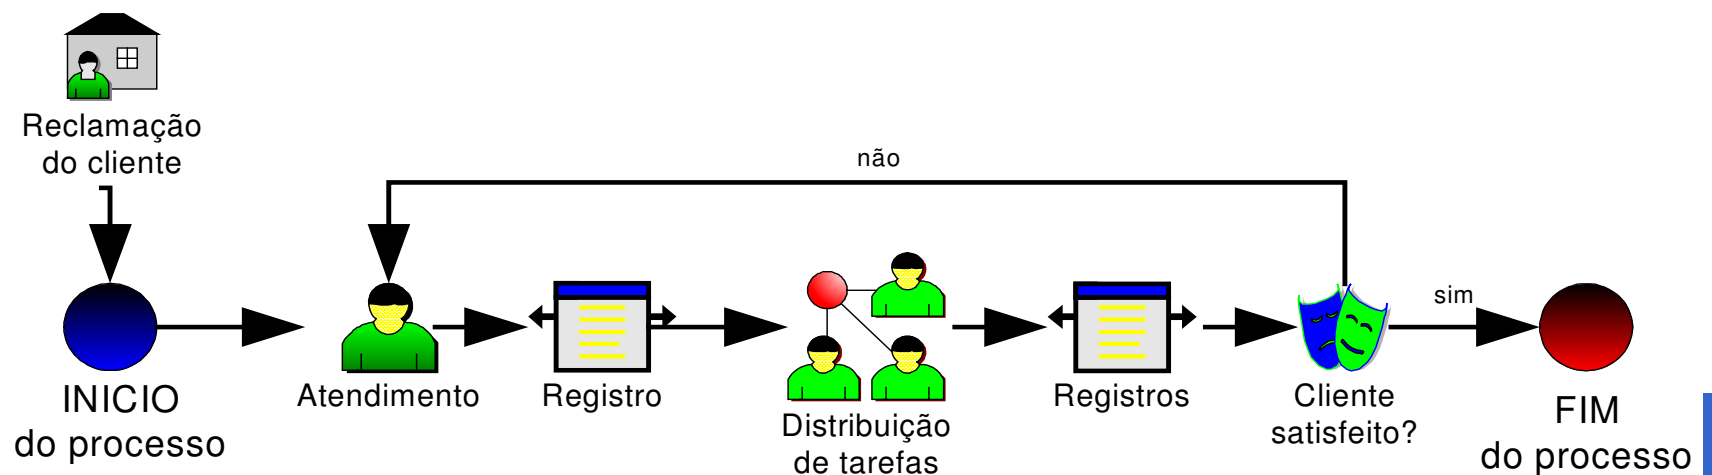 Reclamação
do cliente
não
sim
INICIO
do processo
Atendimento
Registro
Distribuição
de tarefas
Registros
Cliente
satisfeito?
FIM
do processo